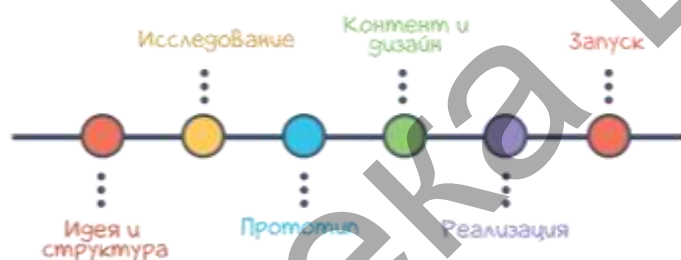 Исследование
Контент и
дизайн
Запуск
Идея и
структура
Прототип
Реализация